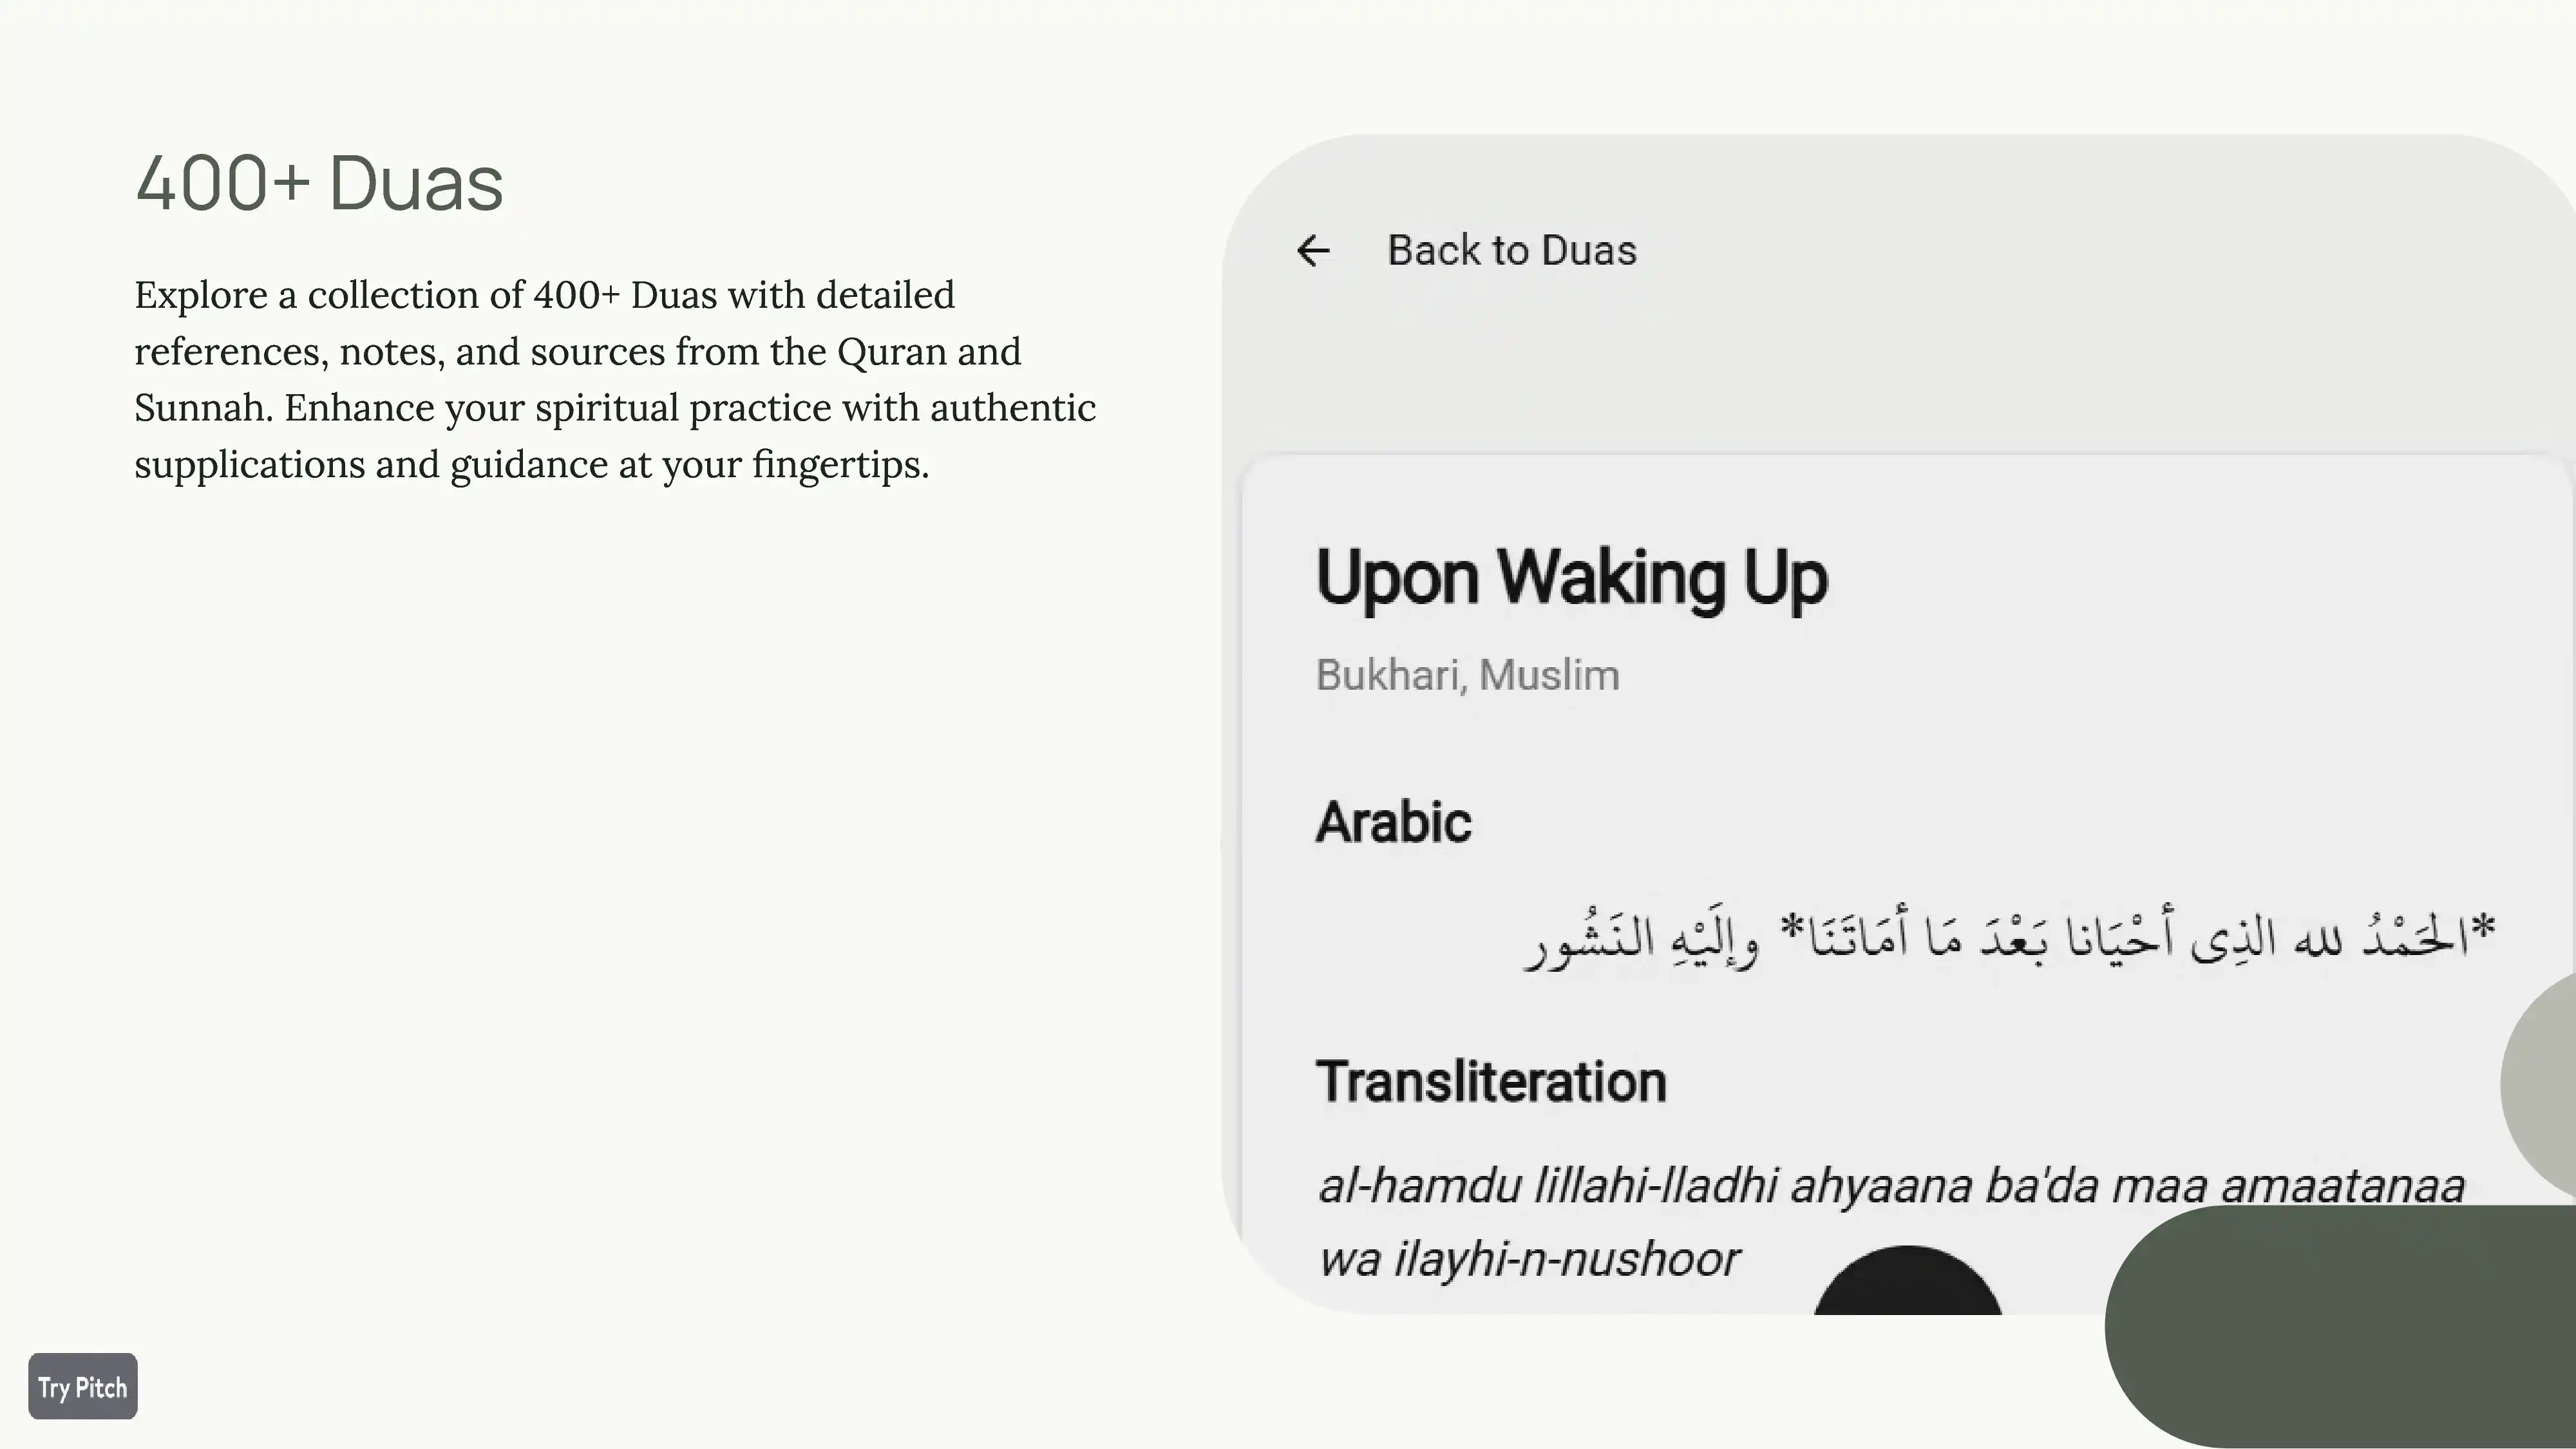 400+ Duas
Explore a collection of 400+ Duas with detailed
references, notes, and sources from the Quran and
Sunnah. Enhance your spiritual practice with authentic
supplications and guidance at your fingertips.
← Back to Duas
Upon Waking Up
Bukhari, Muslim
Arabic
*الحَمْدُ لله الذِى أَحْيَانا بَعْدَ مَا أَمَاتَنَا* وإلَيْهِ النَشُور
Transliteration
al-hamdu lillahi-lladhi ahyaana ba'da maa amaatanaa
wa ilayhi-n-nushoor
Try Pitch